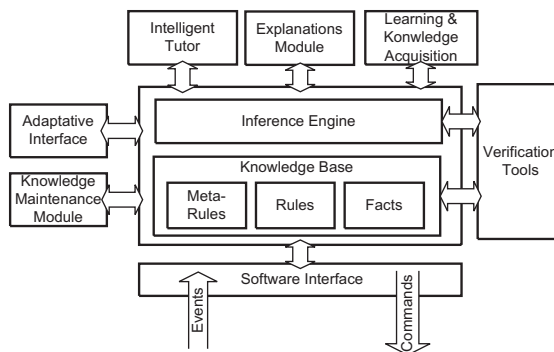 Intelligent
Tutor
Explanations
Module
Learning &
Konwledge
Acquisition
Inference Engine
Adaptative
Interface
Knowledge Base
Verification
Tools
Knowledge
Maintenance
Module
Meta-
Rules
Rules
Facts
Software Interface
Events
Commands